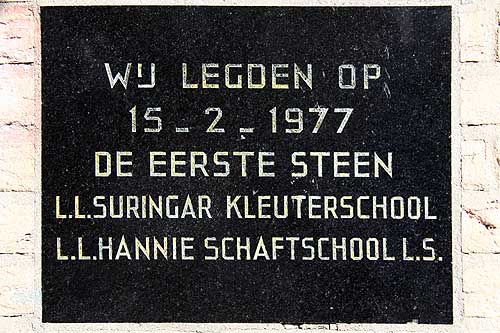 WIJ LEGDEN OP
15 - 2 - 1977
DE EERSTE STEEN
L.L.SURINGAR KLEUTERSCHOOL
L.L.HANNIE SCHAFTSCHOOL L.S.